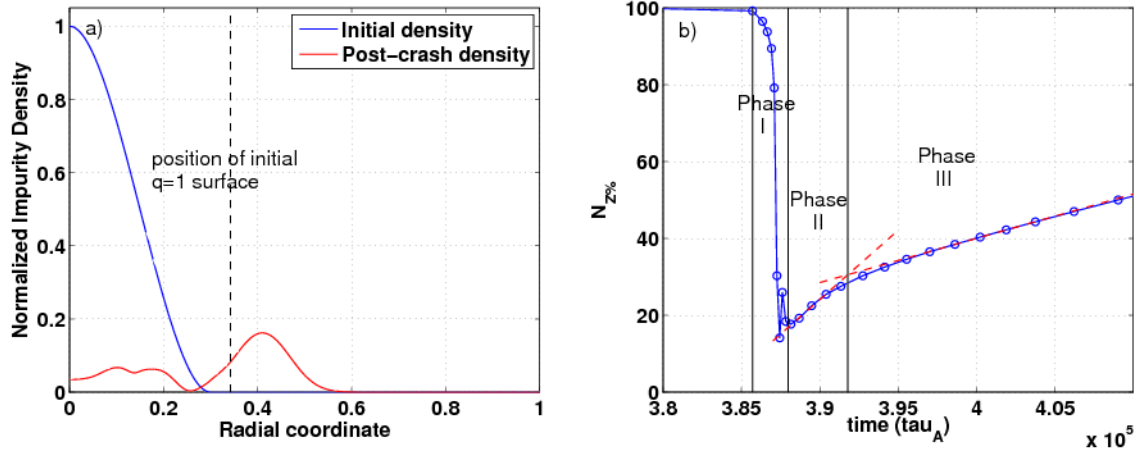 a)
Initial density
Post-crash density
position of initial
q=1 surface
Normalized Impurity Density
1
0.8
0.6
0.4
0.2
0
0
0.2
0.4
0.6
0.8
1
Radial coordinate
b)
Phase
I
Phase
II
Phase
III
N_Z%
100
80
60
40
20
0
3.8
3.85
3.9
3.95
4
4.05
time (tau_A)
x 10^5